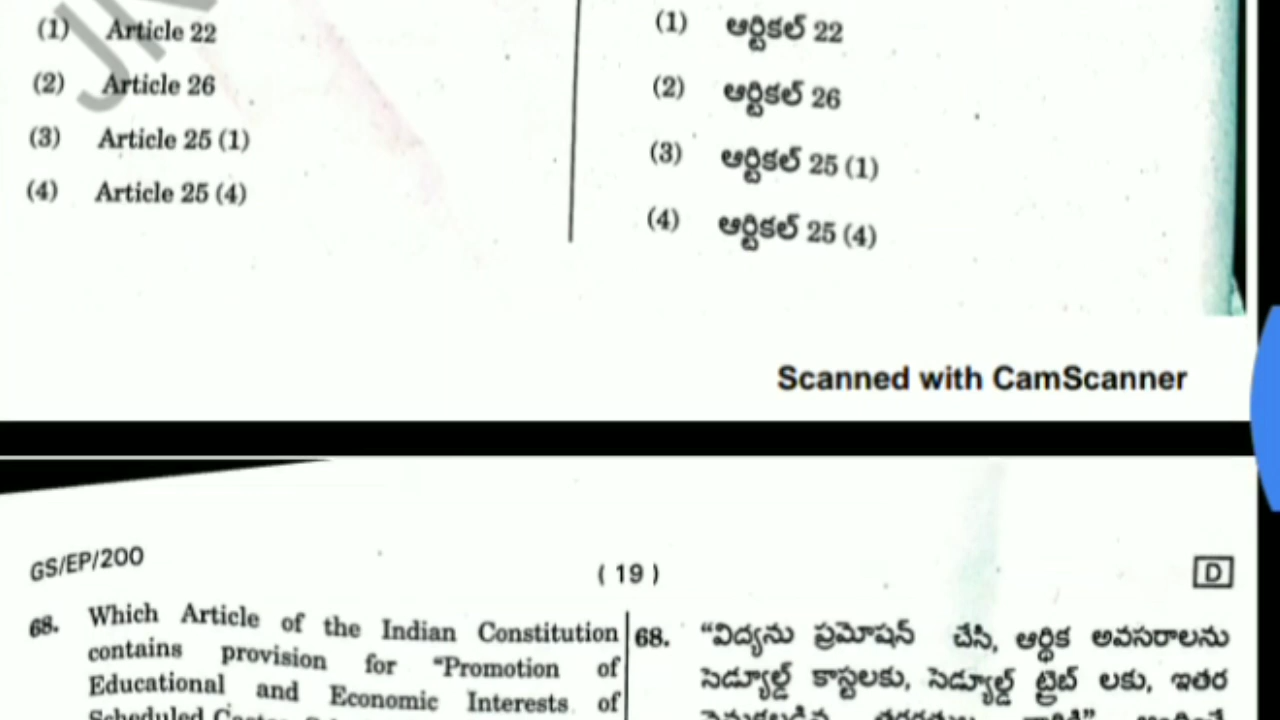 (1) Article 22
(2) Article 26
(3) Article 25 (1)
(4) Article 25 (4)
(1) ఆర్టికల్ 22
(2) ఆర్టికల్ 26
(3) ఆర్టికల్ 25 (1)
(4) ఆర్టికల్ 25 (4)
Scanned with CamScanner
GS/EP/200
( 19 )
D
68. Which Article of the Indian Constitution
contains provision for “Promotion of
Educational and Economic Interests of
68. “విద్యను ప్రమోషన్ చేసి, ఆర్థిక అవసరాలను
సెడ్యూల్డ్ కాస్టలకు, సెడ్యూల్డ్ ట్రైబ్ లకు, ఇతర